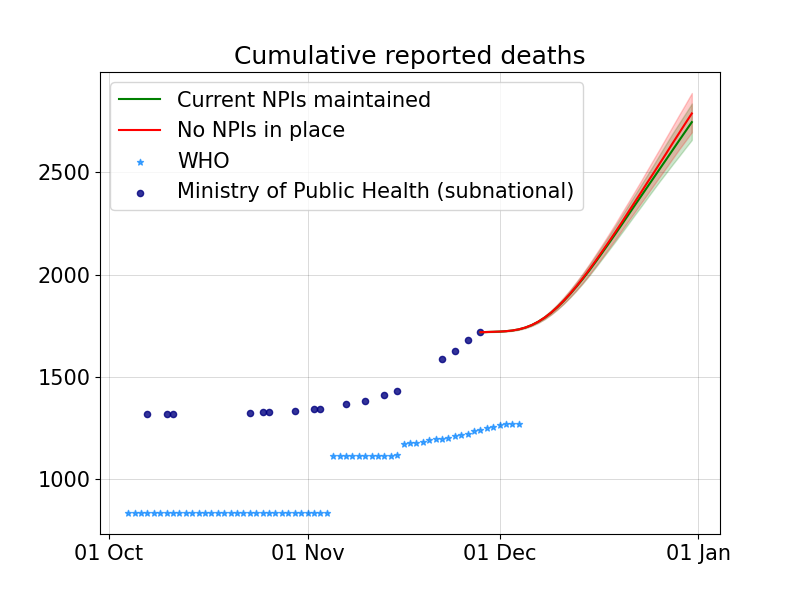 Cumulative reported deaths
Current NPIs maintained
No NPIs in place
WHO
Ministry of Public Health (subnational)
2500
2000
1500
1000
01 Oct
01 Nov
01 Dec
01 Jan